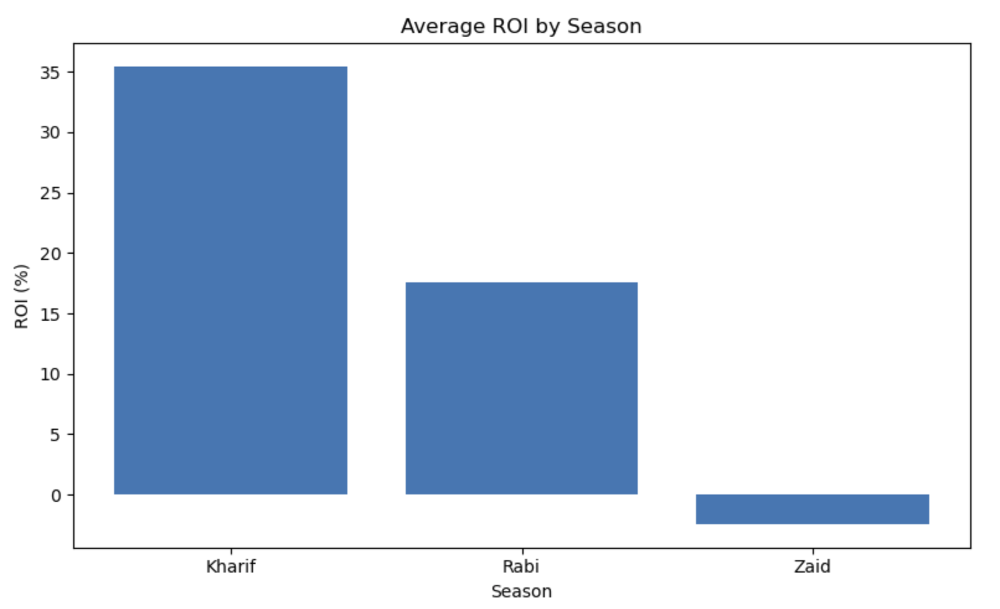 Average ROI by Season
35
30
25
20
15
10
5
0
ROI (%)
Kharif
Rabi
Zaid
Season